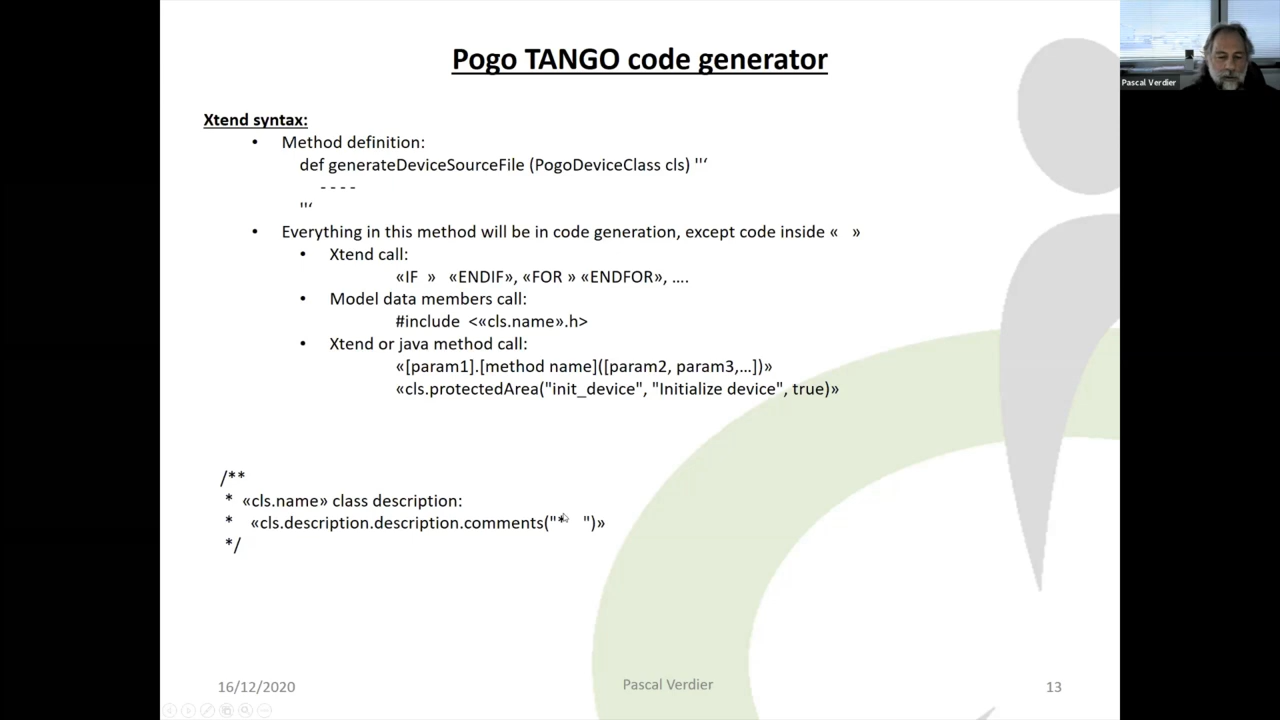 Pogo TANGO code generator
Pascal Verdier
Xtend syntax:
• Method definition:
def generateDeviceSourceFile (PogoDeviceClass cls) '''
- - - -
'''
• Everything in this method will be in code generation, except code inside « »
• Xtend call:
«IF » «ENDIF», «FOR » «ENDFOR», ….
• Model data members call:
#include <«cls.name».h>
• Xtend or java method call:
«[param1].[method name]([param2, param3,…])»
«cls.protectedArea("init_device", "Initialize device", true)»
/**
* «cls.name» class description:
* «cls.description.description.comments("* ")»
*/
16/12/2020
Pascal Verdier
13